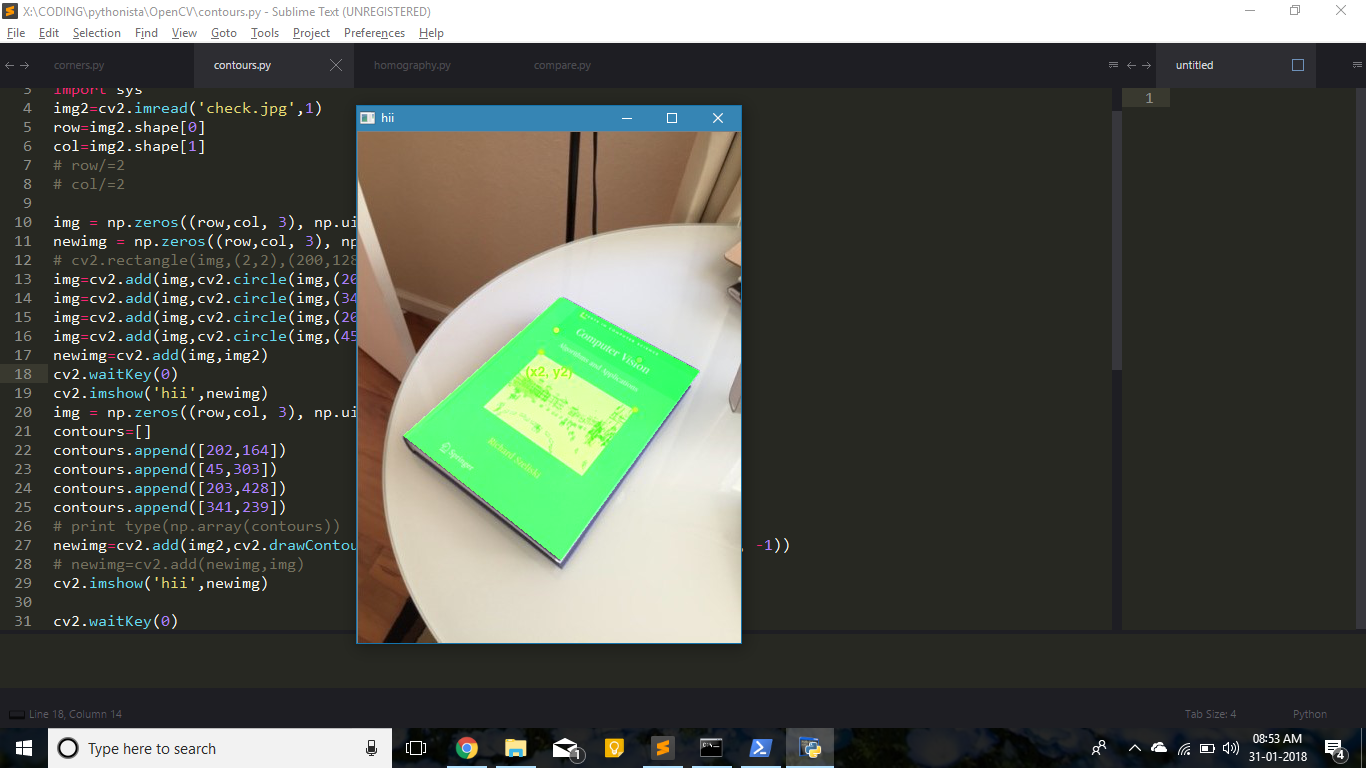 X:\CODING\pythonista\OpenCV\contours.py - Sublime Text (UNREGISTERED)
File Edit Selection Find View Goto Tools Project Preferences Help
corners.py contours.py homography.py compare.py untitled
3 import sys
4 img2=cv2.imread('check.jpg',1)
5 row=img2.shape[0]
6 col=img2.shape[1]
7 # row/=2
8 # col/=2
9
10 img = np.zeros((row,col, 3), np.ui
11 newimg = np.zeros((row,col, 3), np
12 # cv2.rectangle(img,(2,2),(200,128
13 img=cv2.add(img,cv2.circle(img,(20
14 img=cv2.add(img,cv2.circle(img,(34
15 img=cv2.add(img,cv2.circle(img,(20
16 img=cv2.add(img,cv2.circle(img,(45
17 newimg=cv2.add(img,img2)
18 cv2.waitKey(0)
19 cv2.imshow('hii',newimg)
20 img = np.zeros((row,col, 3), np.ui
21 contours=[]
22 contours.append([202,164])
23 contours.append([45,303])
24 contours.append([203,428])
25 contours.append([341,239])
26 # print type(np.array(contours))
27 newimg=cv2.add(img2,cv2.drawContou , -1))
28 # newimg=cv2.add(newimg,img)
29 cv2.imshow('hii',newimg)
30
31 cv2.waitKey(0)
1
hii
Computer Vision
Algorithms and Applications
(x2, y2)
Richard Szeliski
Springer
Line 18, Column 14 Tab Size: 4 Python
Type here to search
1
08:53 AM
31-01-2018
4